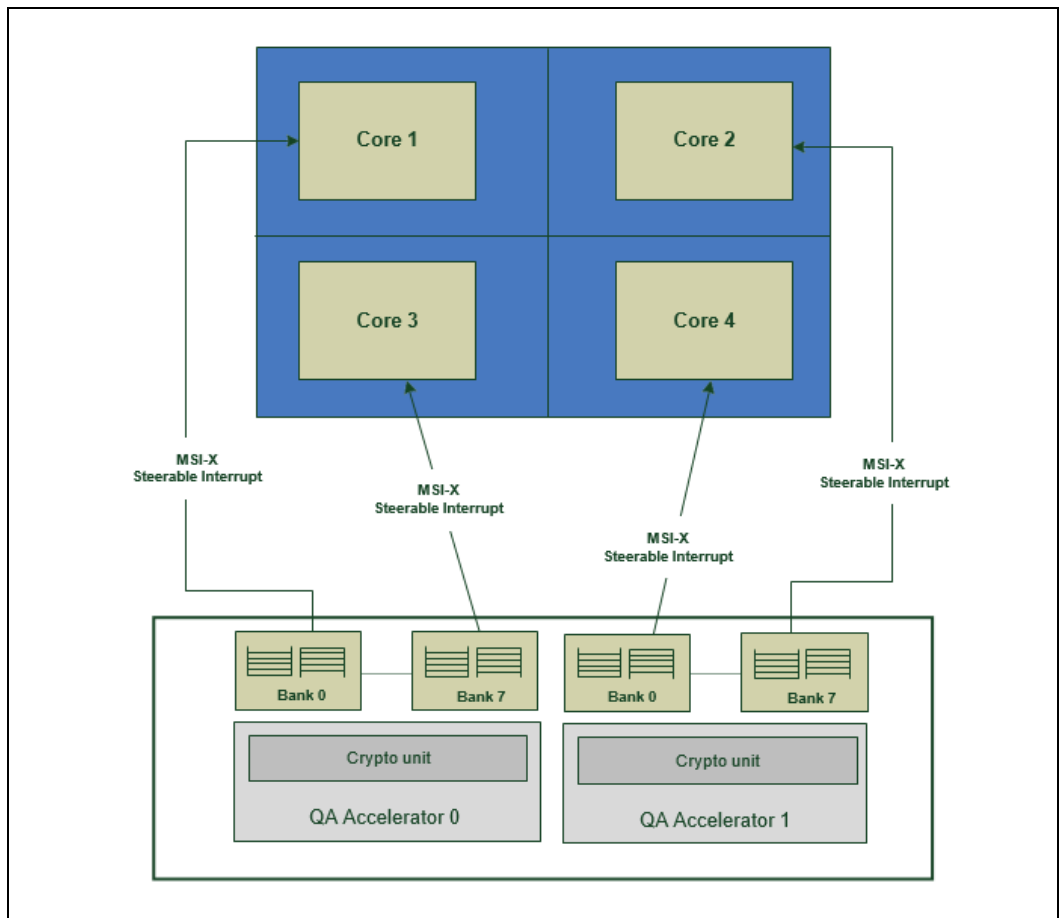 Core 1
Core 2
Core 3
Core 4
MSI-X
Steerable Interrupt
MSI-X
Steerable Interrupt
MSI-X
Steerable Interrupt
MSI-X
Steerable Interrupt
Bank 0
Bank 7
Bank 0
Bank 7
Crypto unit
Crypto unit
QA Accelerator 0
QA Accelerator 1